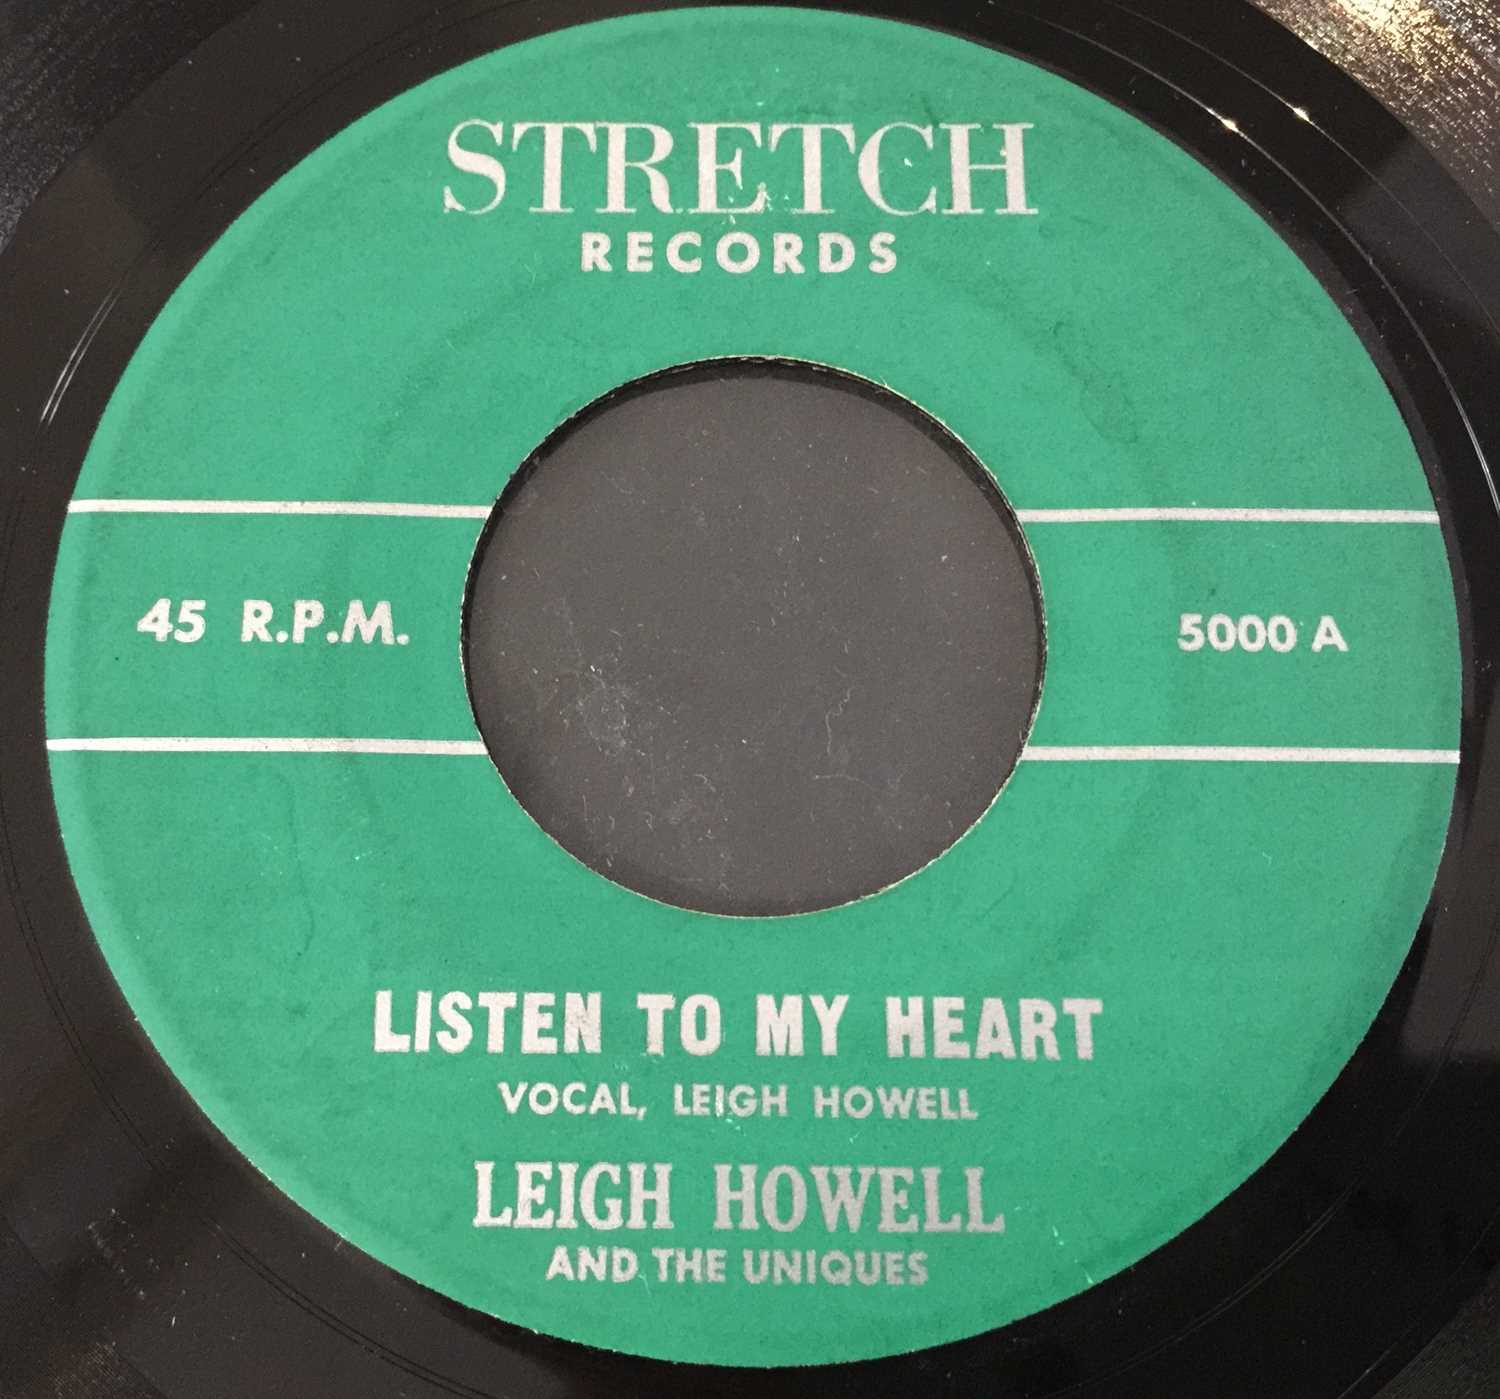 STRETCH
RECORDS
45 R.P.M.
5000 A
LISTEN TO MY HEART
VOCAL, LEIGH HOWELL
LEIGH HOWELL
AND THE UNIQUES